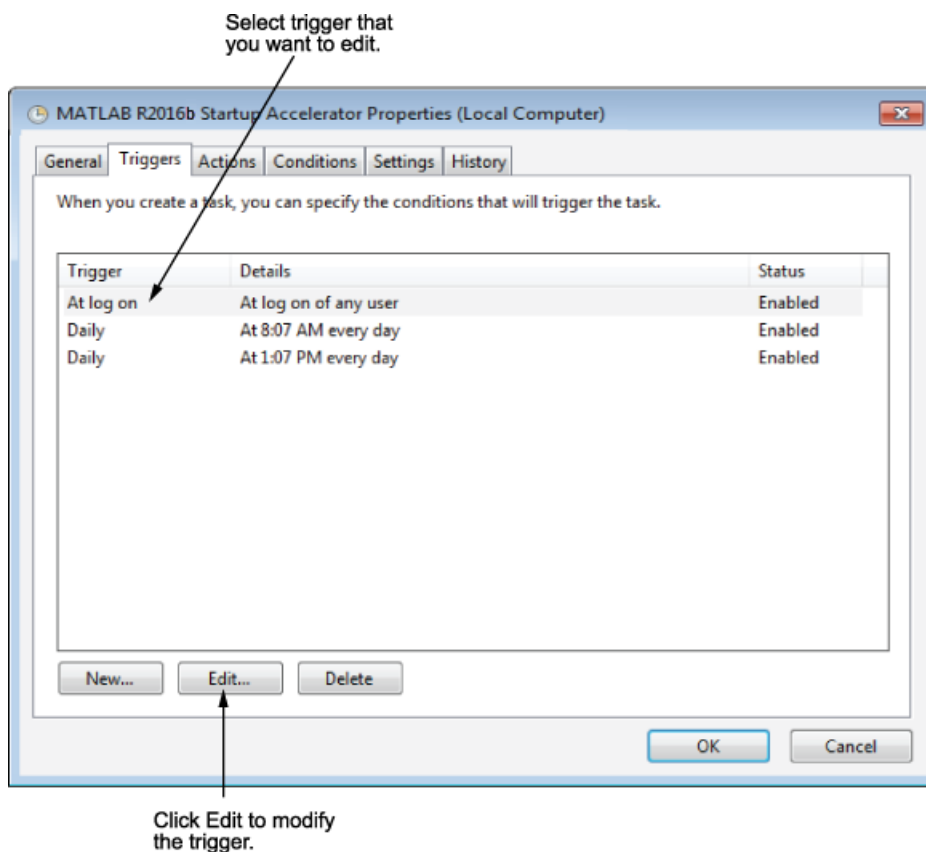 Select trigger that
you want to edit.
MATLAB R2016b Startup Accelerator Properties (Local Computer)
General Triggers Actions Conditions Settings History
When you create a task, you can specify the conditions that will trigger the task.
Trigger Details Status
At log on At log on of any user Enabled
Daily At 8:07 AM every day Enabled
Daily At 1:07 PM every day Enabled
New... Edit... Delete
OK Cancel
Click Edit to modify
the trigger.